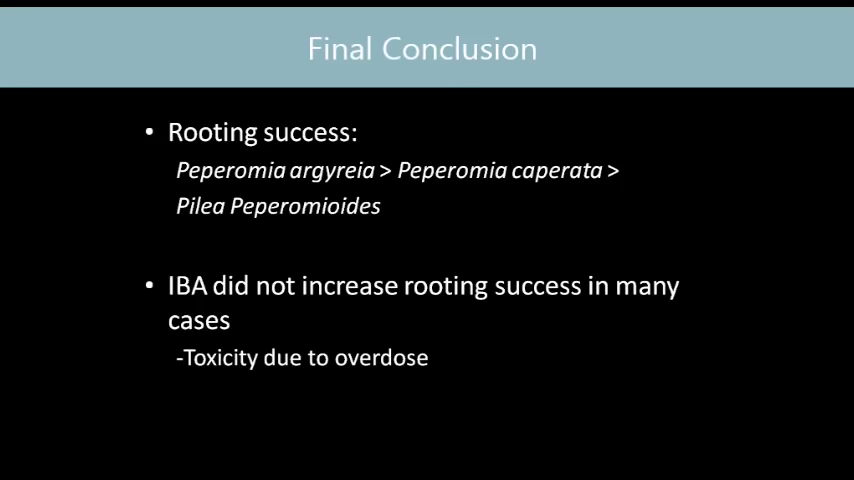 Final Conclusion
• Rooting success:
Peperomia argyreia > Peperomia caperata >
Pilea Peperomioides
• IBA did not increase rooting success in many
cases
-Toxicity due to overdose